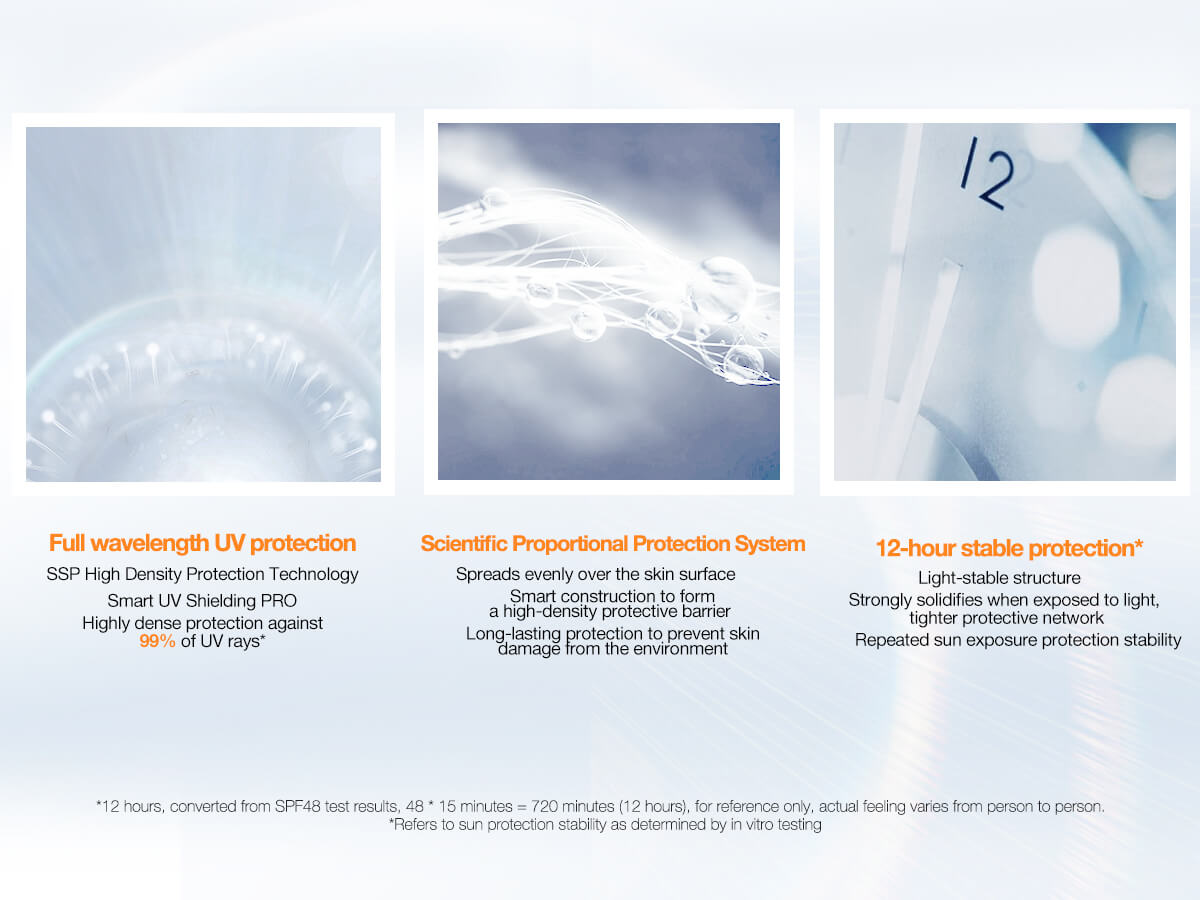 12
Full wavelength UV protection
SSP High Density Protection Technology
Smart UV Shielding PRO
Highly dense protection against
99% of UV rays*
Scientific Proportional Protection System
Spreads evenly over the skin surface
Smart construction to form
a high-density protective barrier
Long-lasting protection to prevent skin
damage from the environment
12-hour stable protection*
Light-stable structure
Strongly solidifies when exposed to light,
tighter protective network
Repeated sun exposure protection stability
*12 hours, converted from SPF48 test results, 48 * 15 minutes = 720 minutes (12 hours), for reference only, actual feeling varies from person to person.
*Refers to sun protection stability as determined by in vitro testing